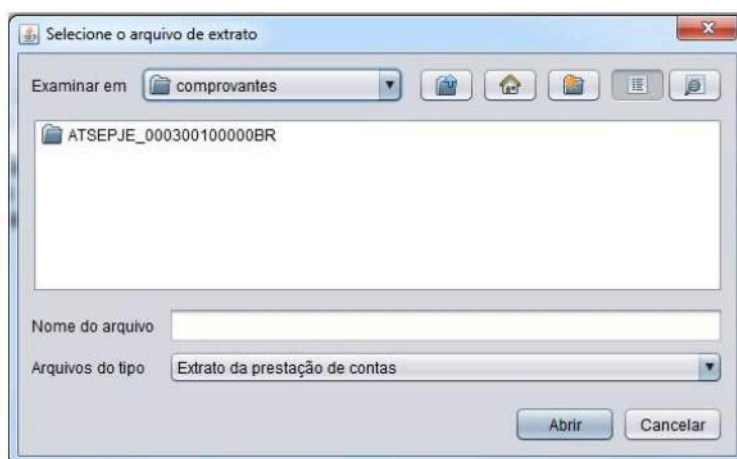 Selecione o arquivo de extrato
Examinar em comprovantes
ATSEPJE_000300100000BR
Nome do arquivo
Arquivos do tipo Extrato da prestação de contas
Abrir Cancelar